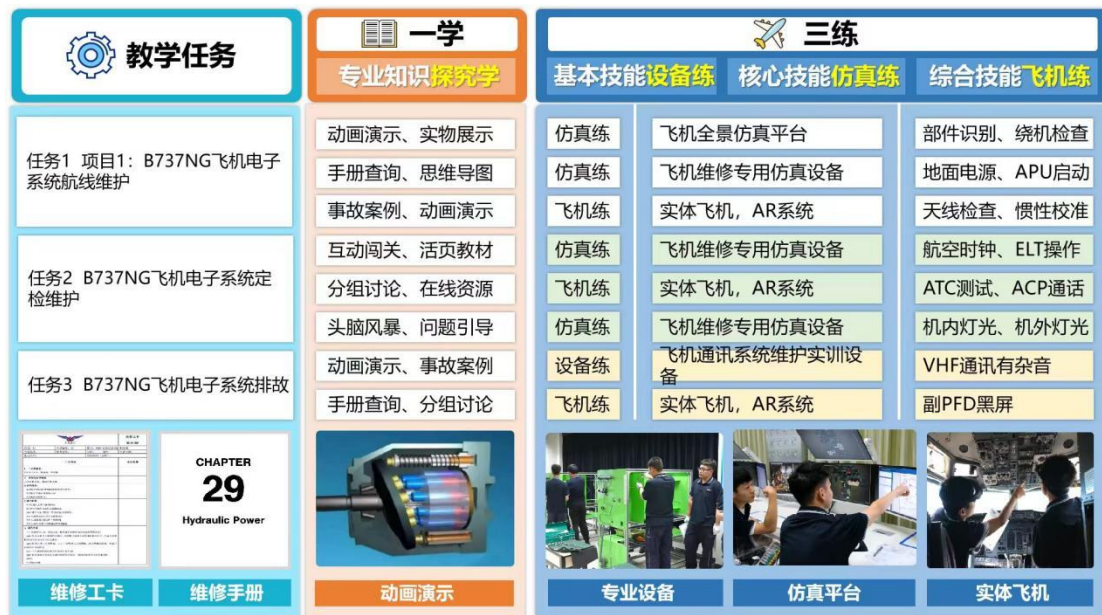 教学任务
一学
专业知识探究学
三练
基本技能设备练
核心技能仿真练
综合技能飞机练
任务1 项目1：B737NG飞机电子
系统航线维护
任务2 B737NG飞机电子系统定
检维护
任务3 B737NG飞机电子系统排故
动画演示、实物展示
手册查询、思维导图
事故案例、动画演示
互动闯关、活页教材
分组讨论、在线资源
头脑风暴、问题引导
动画演示、事故案例
手册查询、分组讨论
仿真练
飞机全景仿真平台
部件识别、绕机检查
仿真练
飞机维修专用仿真设备
地面电源、APU启动
飞机练
实体飞机，AR系统
天线检查、惯性校准
仿真练
飞机维修专用仿真设备
航空时钟、ELT操作
飞机练
实体飞机，AR系统
ATC测试、ACP通话
仿真练
飞机维修专用仿真设备
机内灯光、机外灯光
设备练
飞机通讯系统维护实训设
备
VHF通讯有杂音
飞机练
实体飞机，AR系统
副PFD黑屏
CHAPTER
29
Hydraulic Power
维修工卡
维修手册
动画演示
专业设备
仿真平台
实体飞机